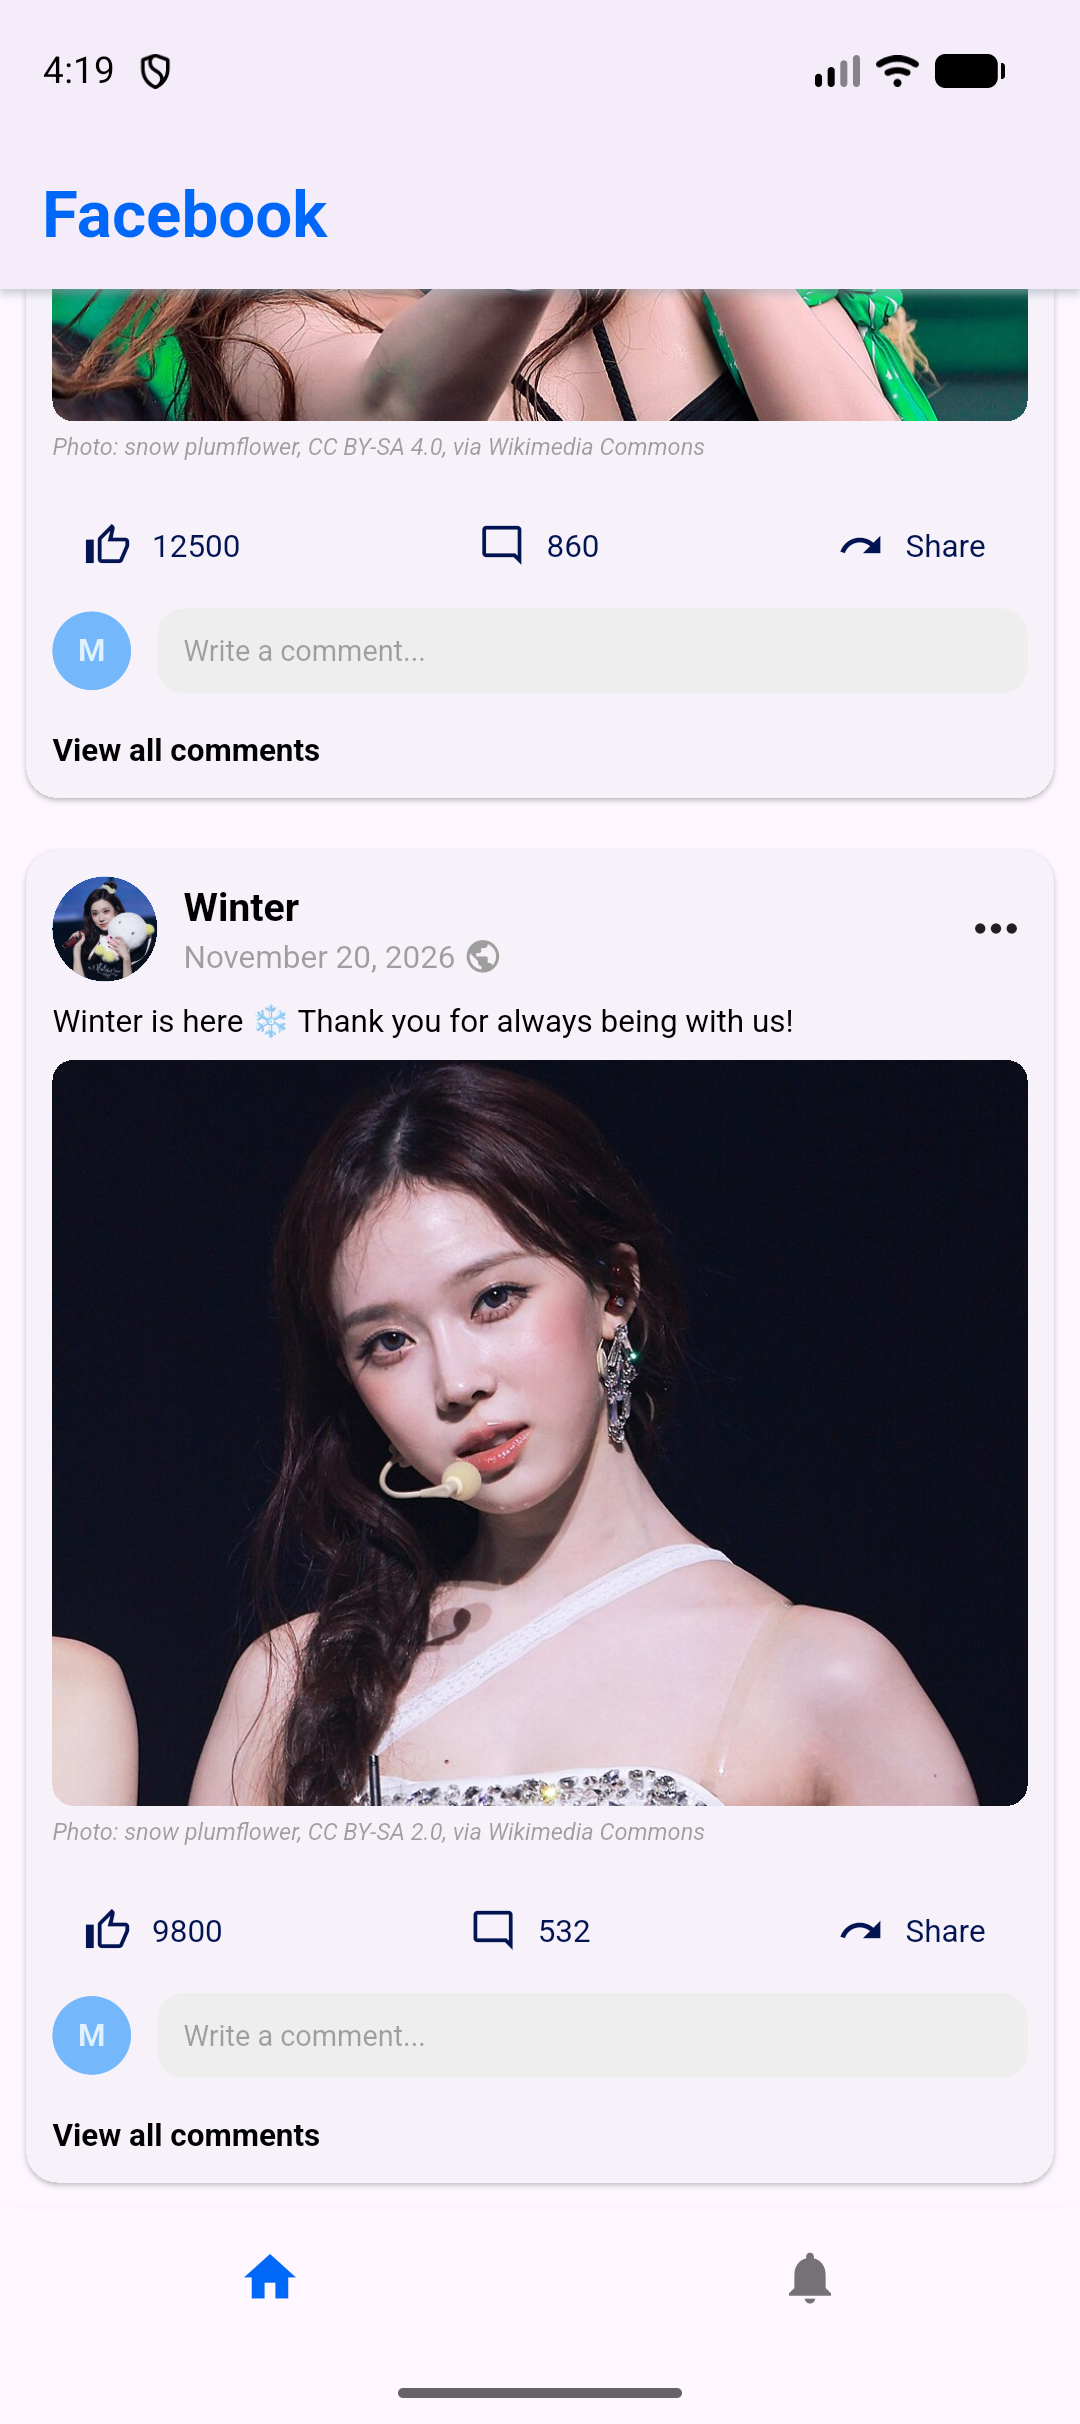 4:19
Facebook
Photo: snow plumflower, CC BY-SA 4.0, via Wikimedia Commons
12500
860
Share
M
Write a comment...
View all comments
Winter
November 20, 2026
Winter is here ❄️ Thank you for always being with us!
Photo: snow plumflower, CC BY-SA 2.0, via Wikimedia Commons
9800
532
Share
M
Write a comment...
View all comments